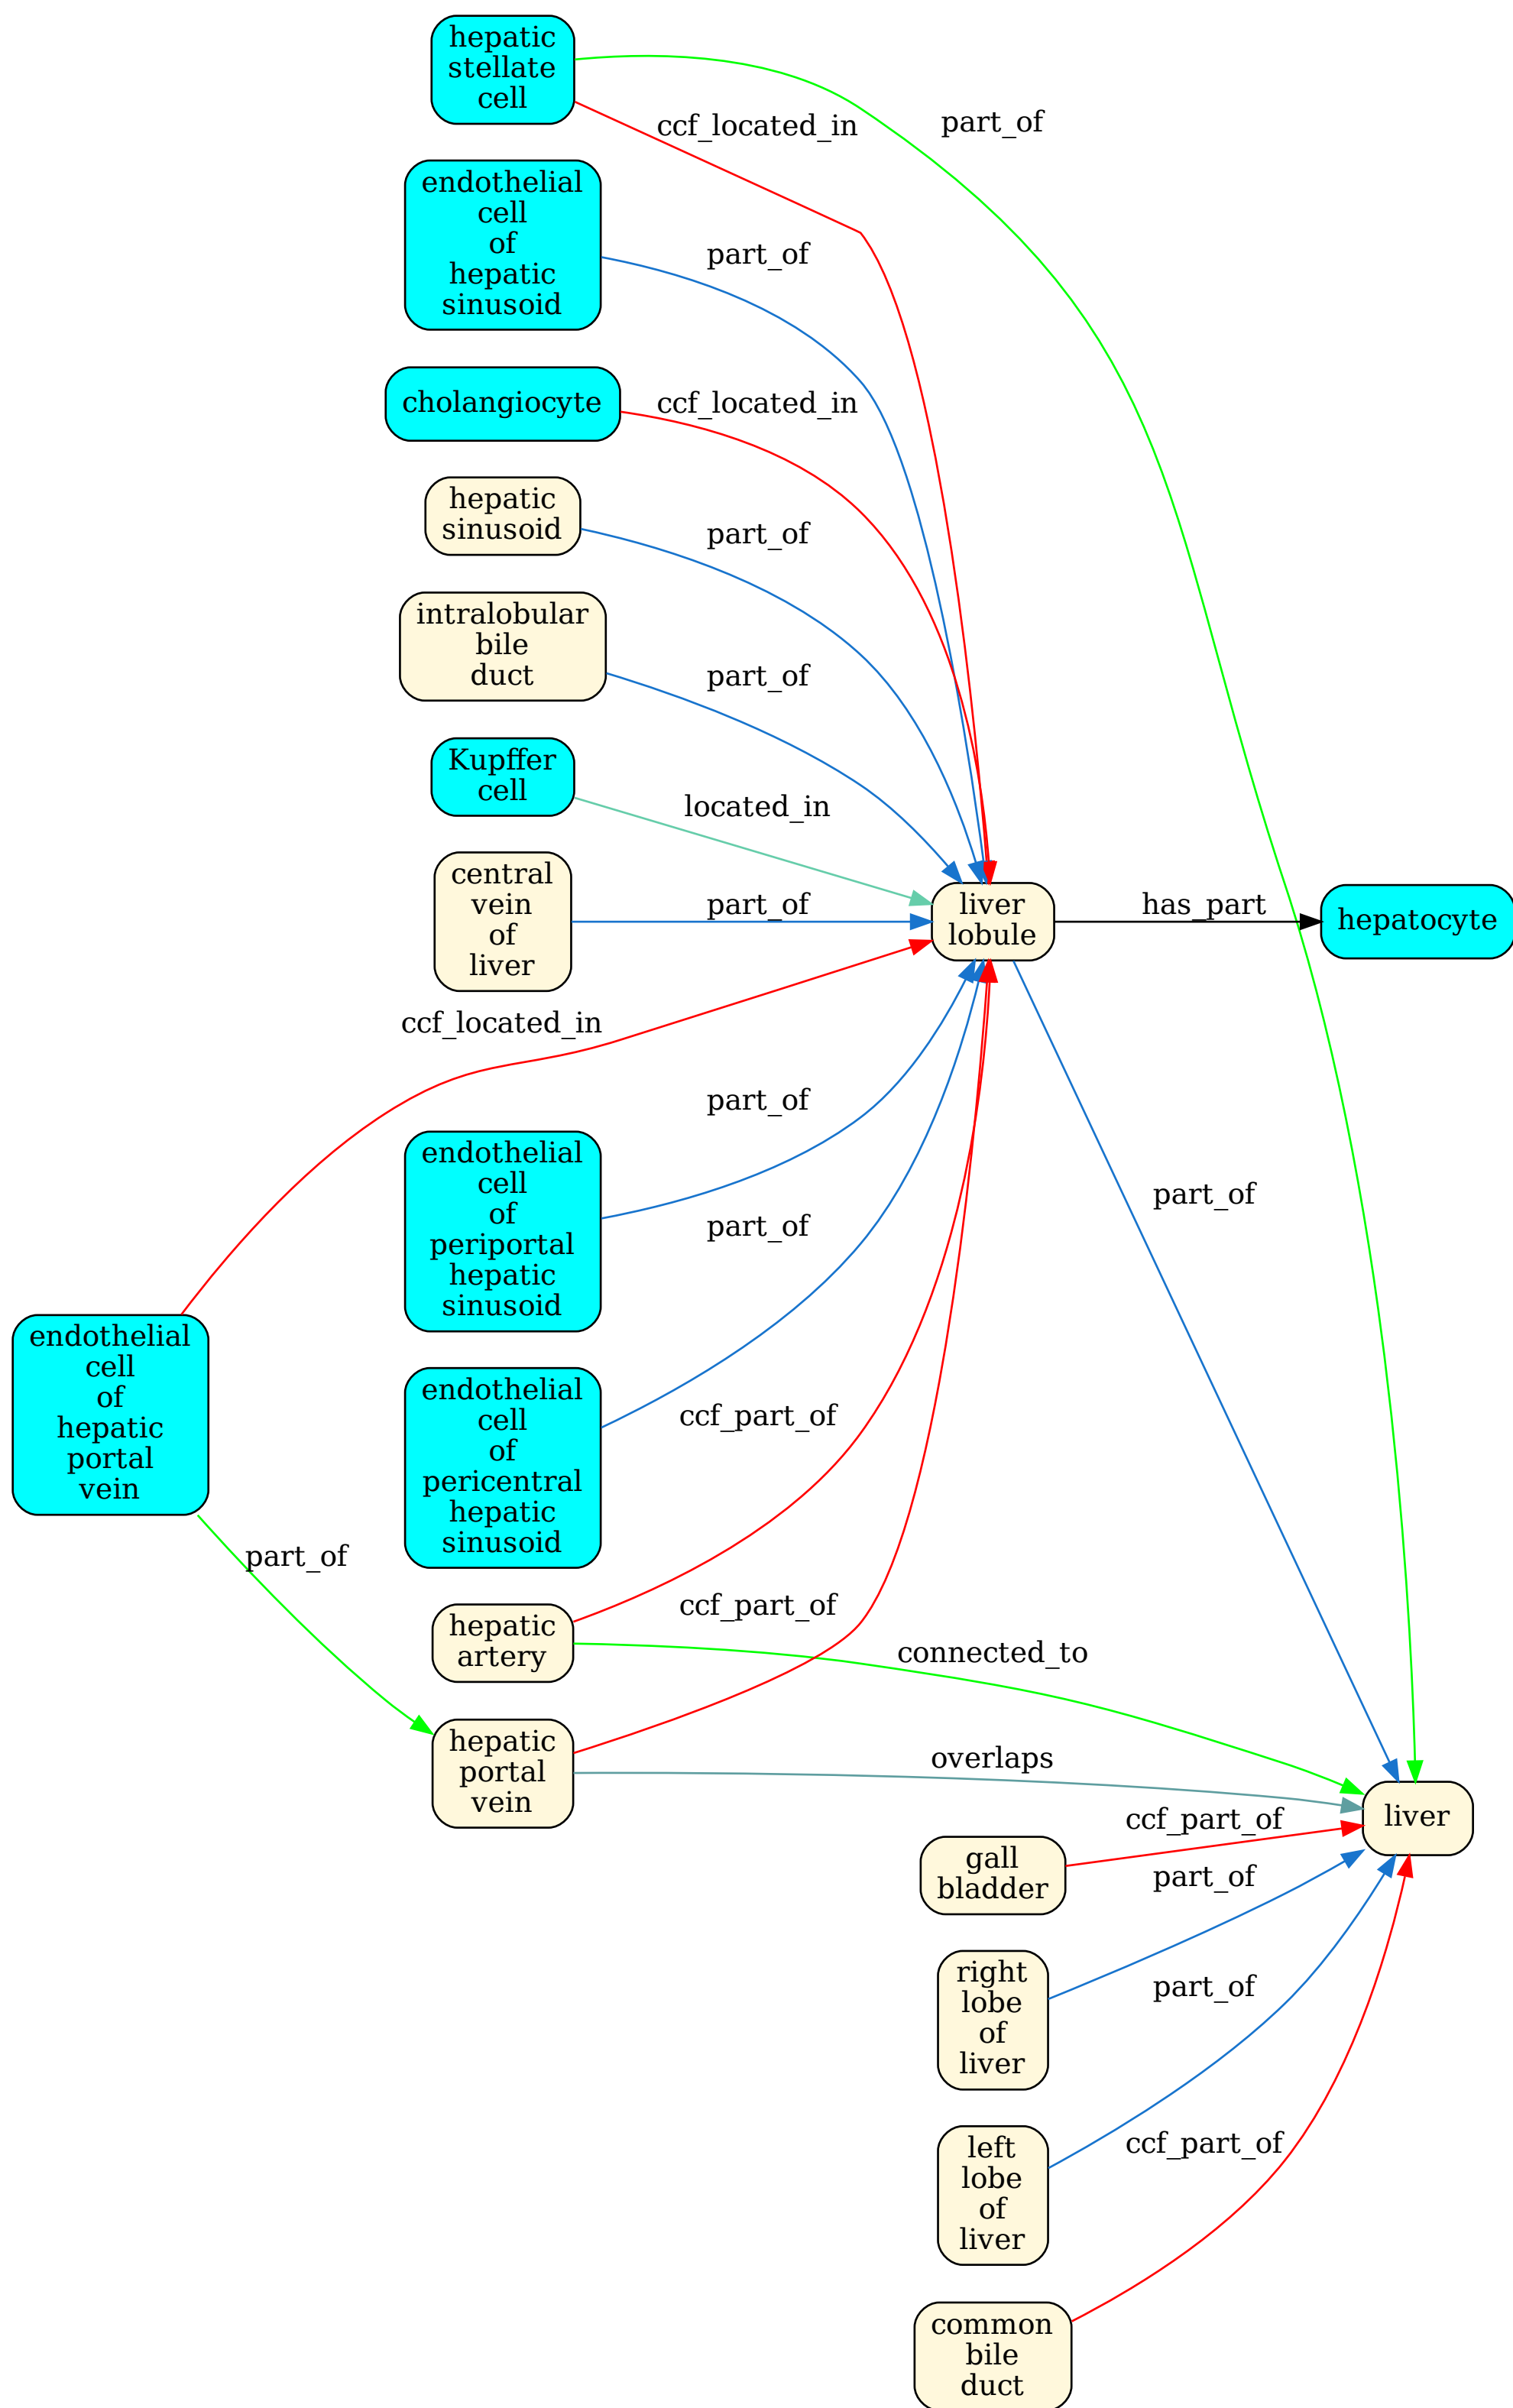 hepatic
stellate
cell
part_of
ccf_located_in
endothelial
cell
of
hepatic
sinusoid
part_of
cholangiocyte
ccf_located_in
hepatic
sinusoid
part_of
intralobular
bile
duct
part_of
Kupffer
cell
located_in
central
vein
of
liver
part_of
liver
lobule
has_part
hepatocyte
ccf_located_in
endothelial
cell
of
periportal
hepatic
sinusoid
part_of
part_of
part_of
endothelial
cell
of
hepatic
portal
vein
endothelial
cell
of
pericentral
hepatic
sinusoid
ccf_part_of
part_of
hepatic
artery
ccf_part_of
connected_to
hepatic
portal
vein
overlaps
liver
ccf_part_of
gall
bladder
part_of
right
lobe
of
liver
part_of
left
lobe
of
liver
ccf_part_of
common
bile
duct